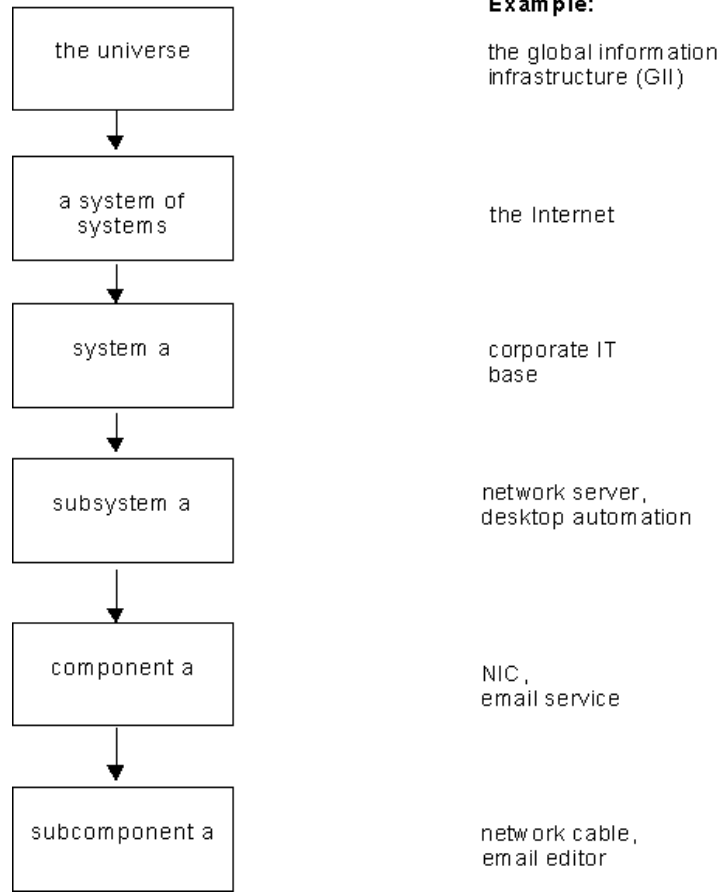 Example:
the universe
the global information
infrastructure (GII)
a system of
systems
the Internet
system a
corporate IT
base
subsystem a
network server,
desktop automation
component a
NIC,
email service
subcomponent a
network cable,
email editor